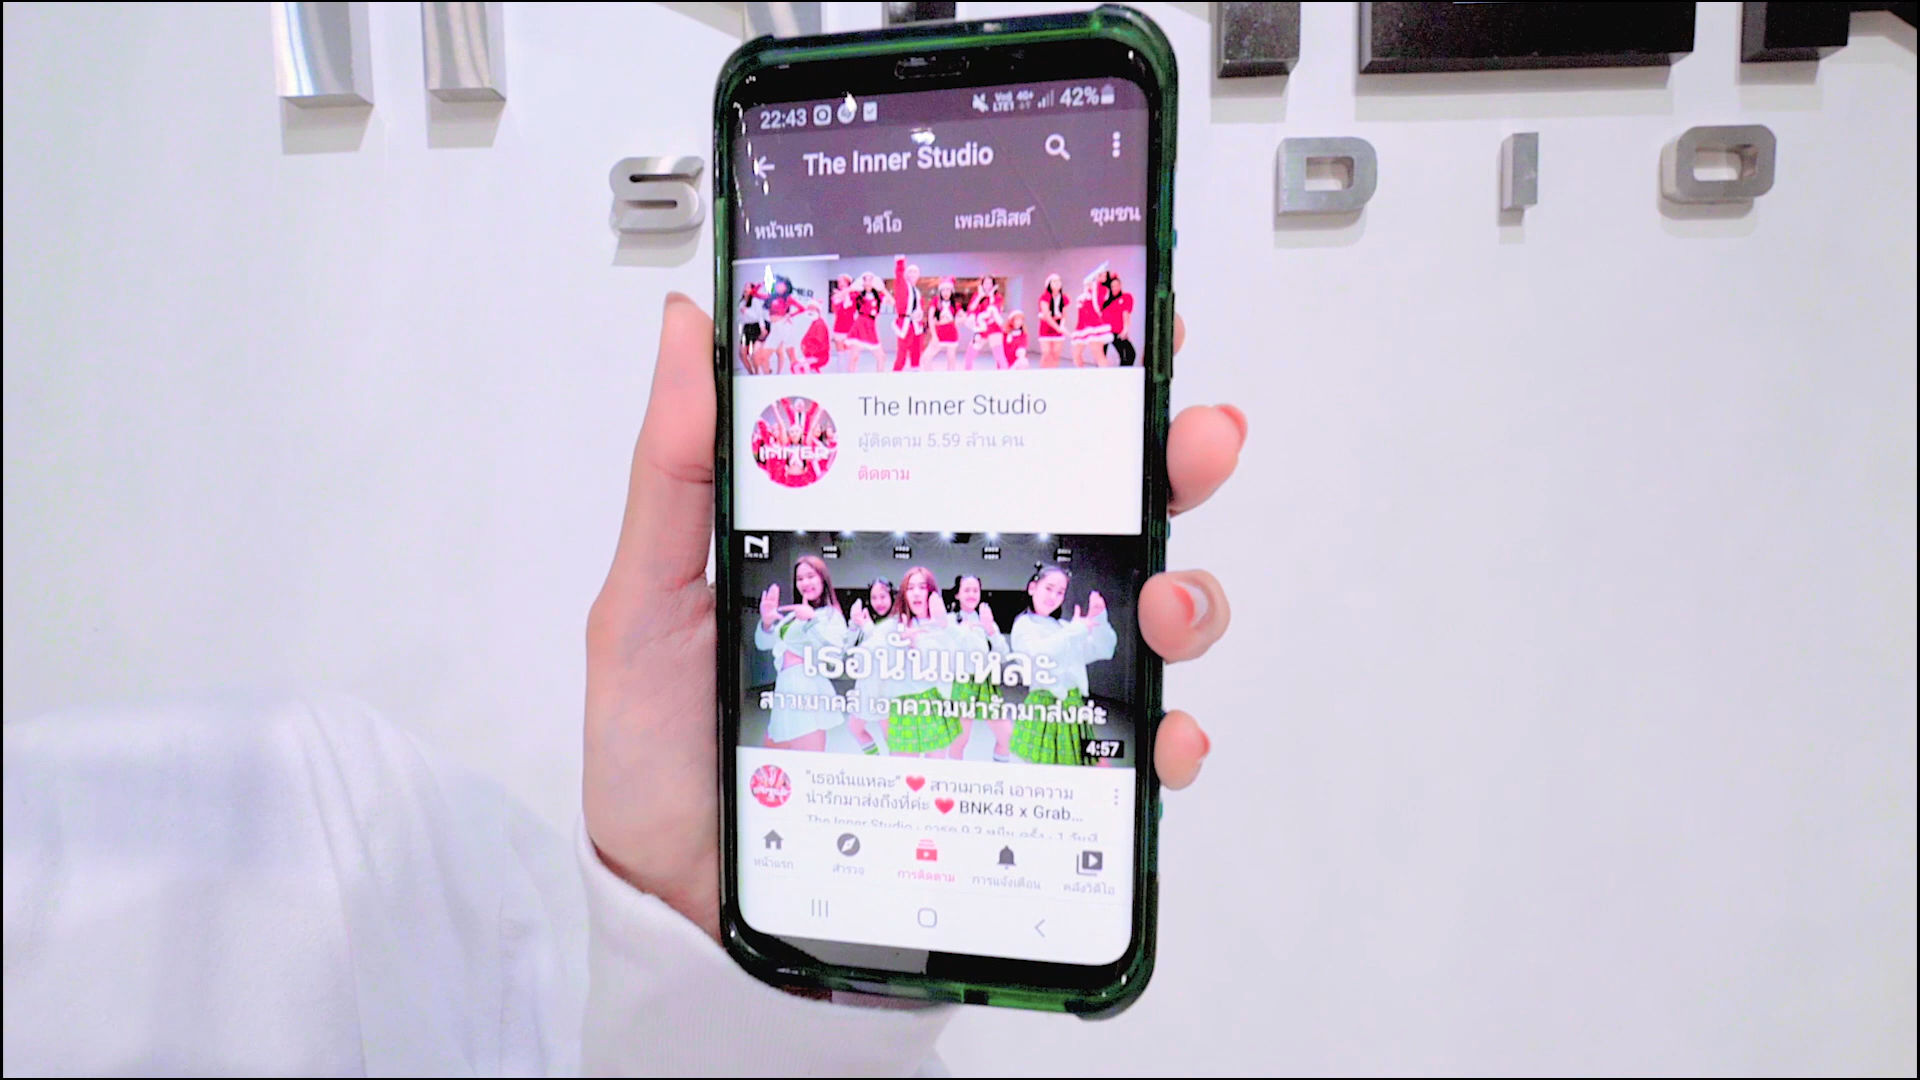 S
D I O
22:43
42%
The Inner Studio
หน้าแรก วิดีโอ เพลย์ลิสต์ ชุมชน
The Inner Studio
ผู้ติดตาม 5.59 ล้าน คน
ติดตาม
INNER
เธอนั่นแหละ
สาวเมาคลี เอาความน่ารักมาส่งค่ะ
4:57
"เธอนั่นแหละ" ❤ สาวเมาคลี เอาความ
น่ารักมาส่งถึงที่ค่ะ ❤ BNK48 x Grab...
หน้าแรก สำรวจ การติดตาม การแจ้งเตือน คลังวิดีโอ